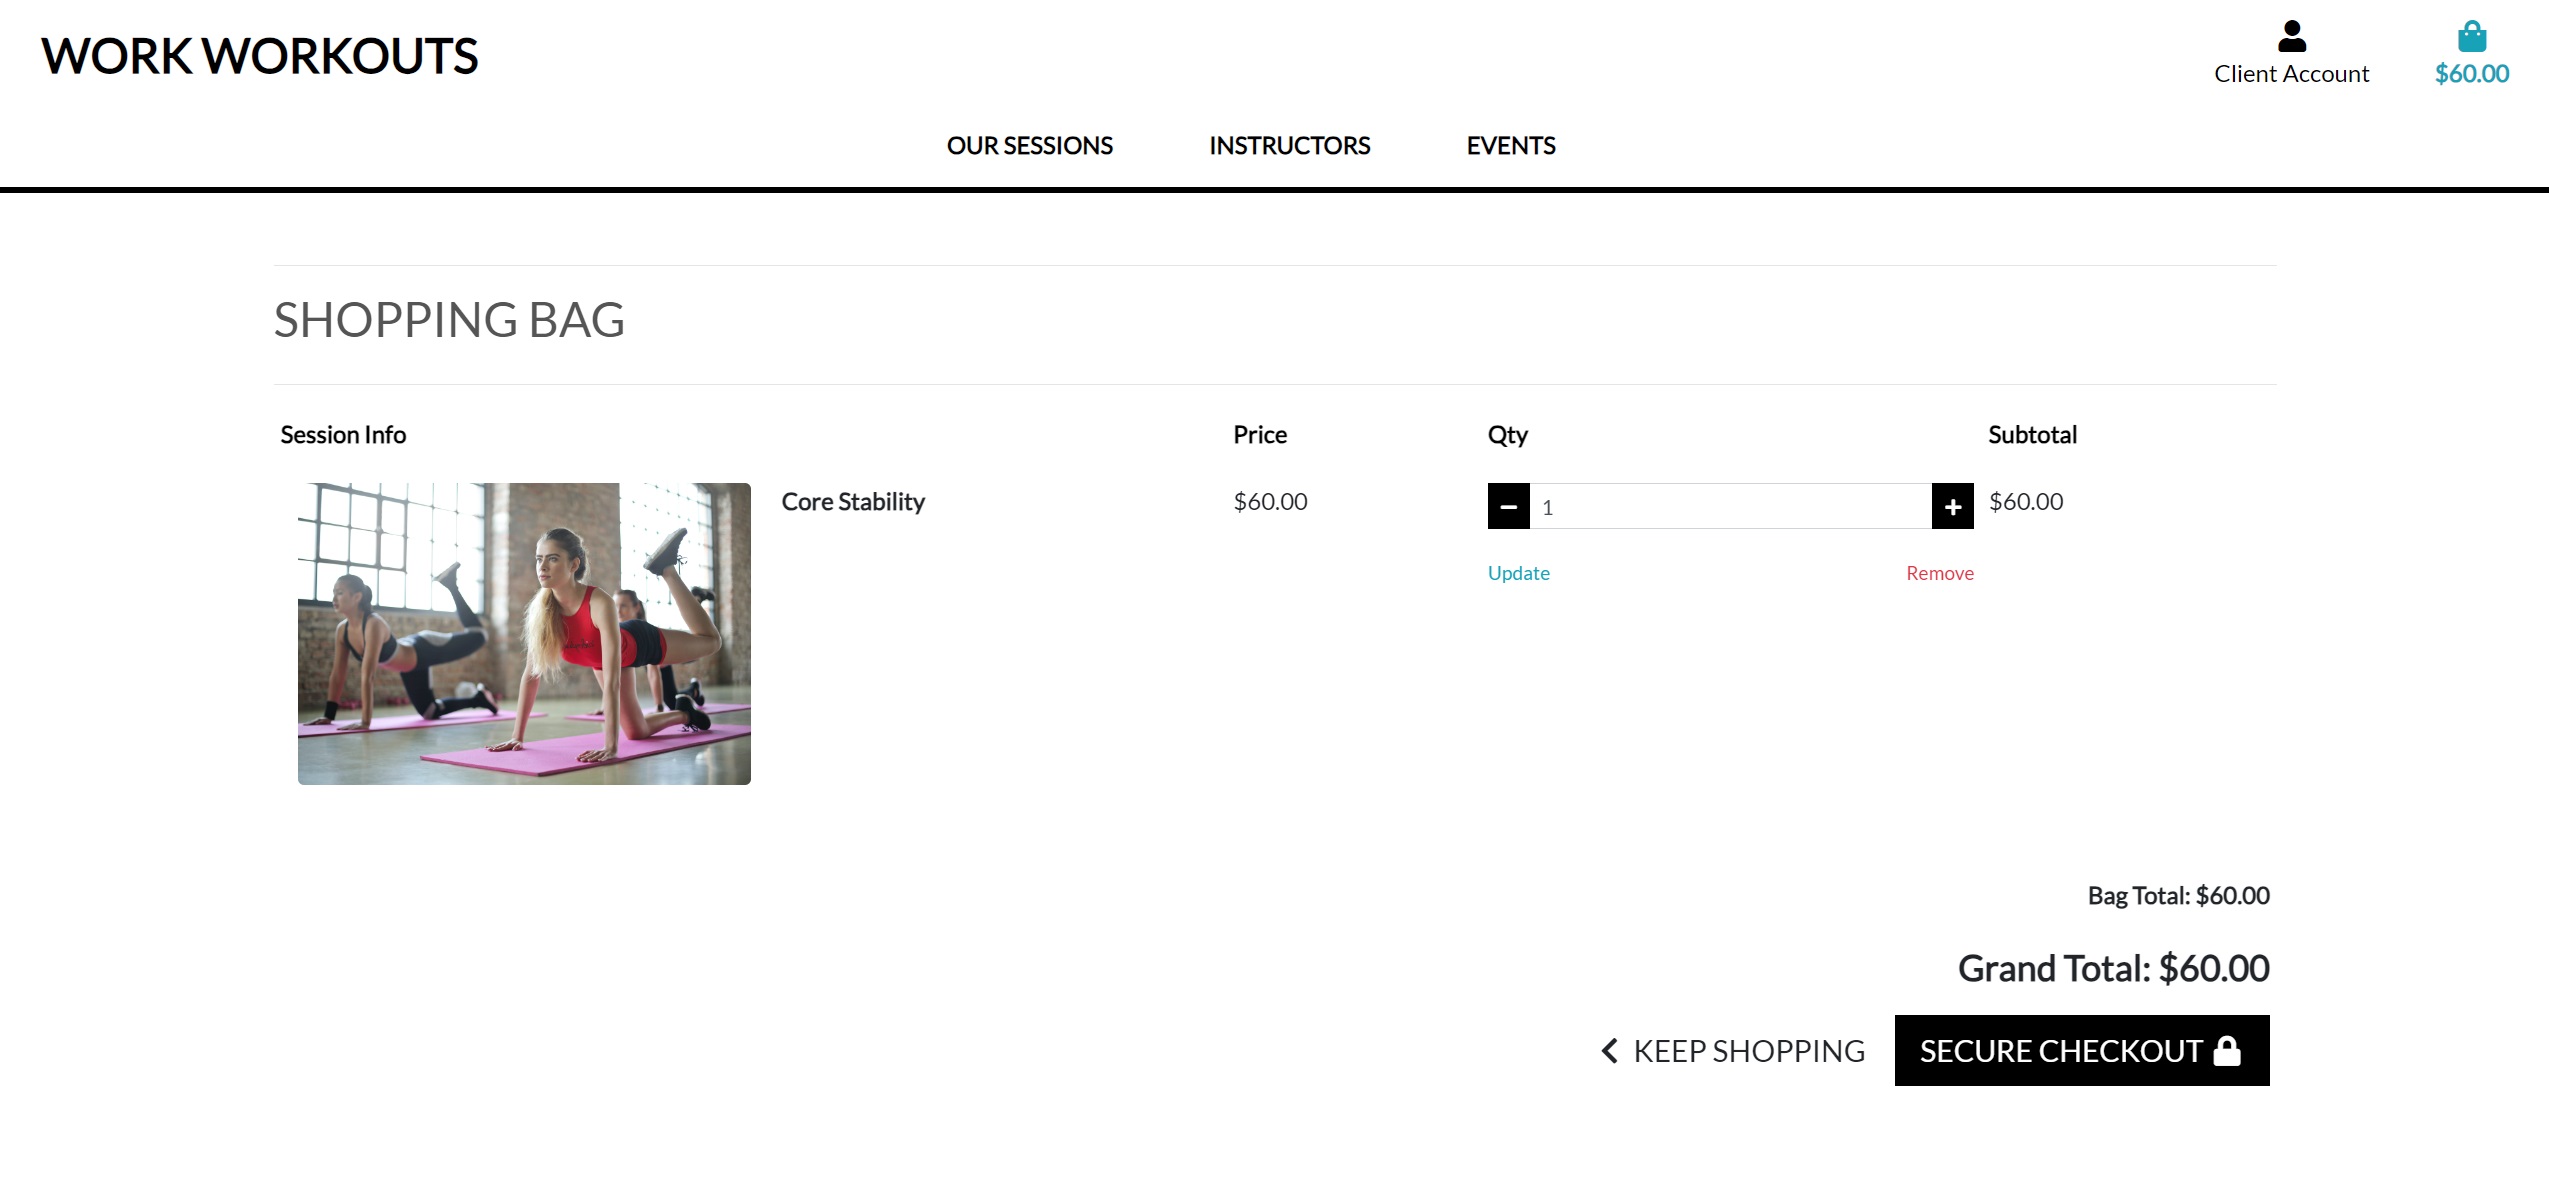 WORK WORKOUTS
Client Account
$60.00
OUR SESSIONS INSTRUCTORS EVENTS
SHOPPING BAG
Session Info Price Qty Subtotal
Core Stability $60.00 1 $60.00
Update Remove
Bag Total: $60.00
Grand Total: $60.00
KEEP SHOPPING SECURE CHECKOUT